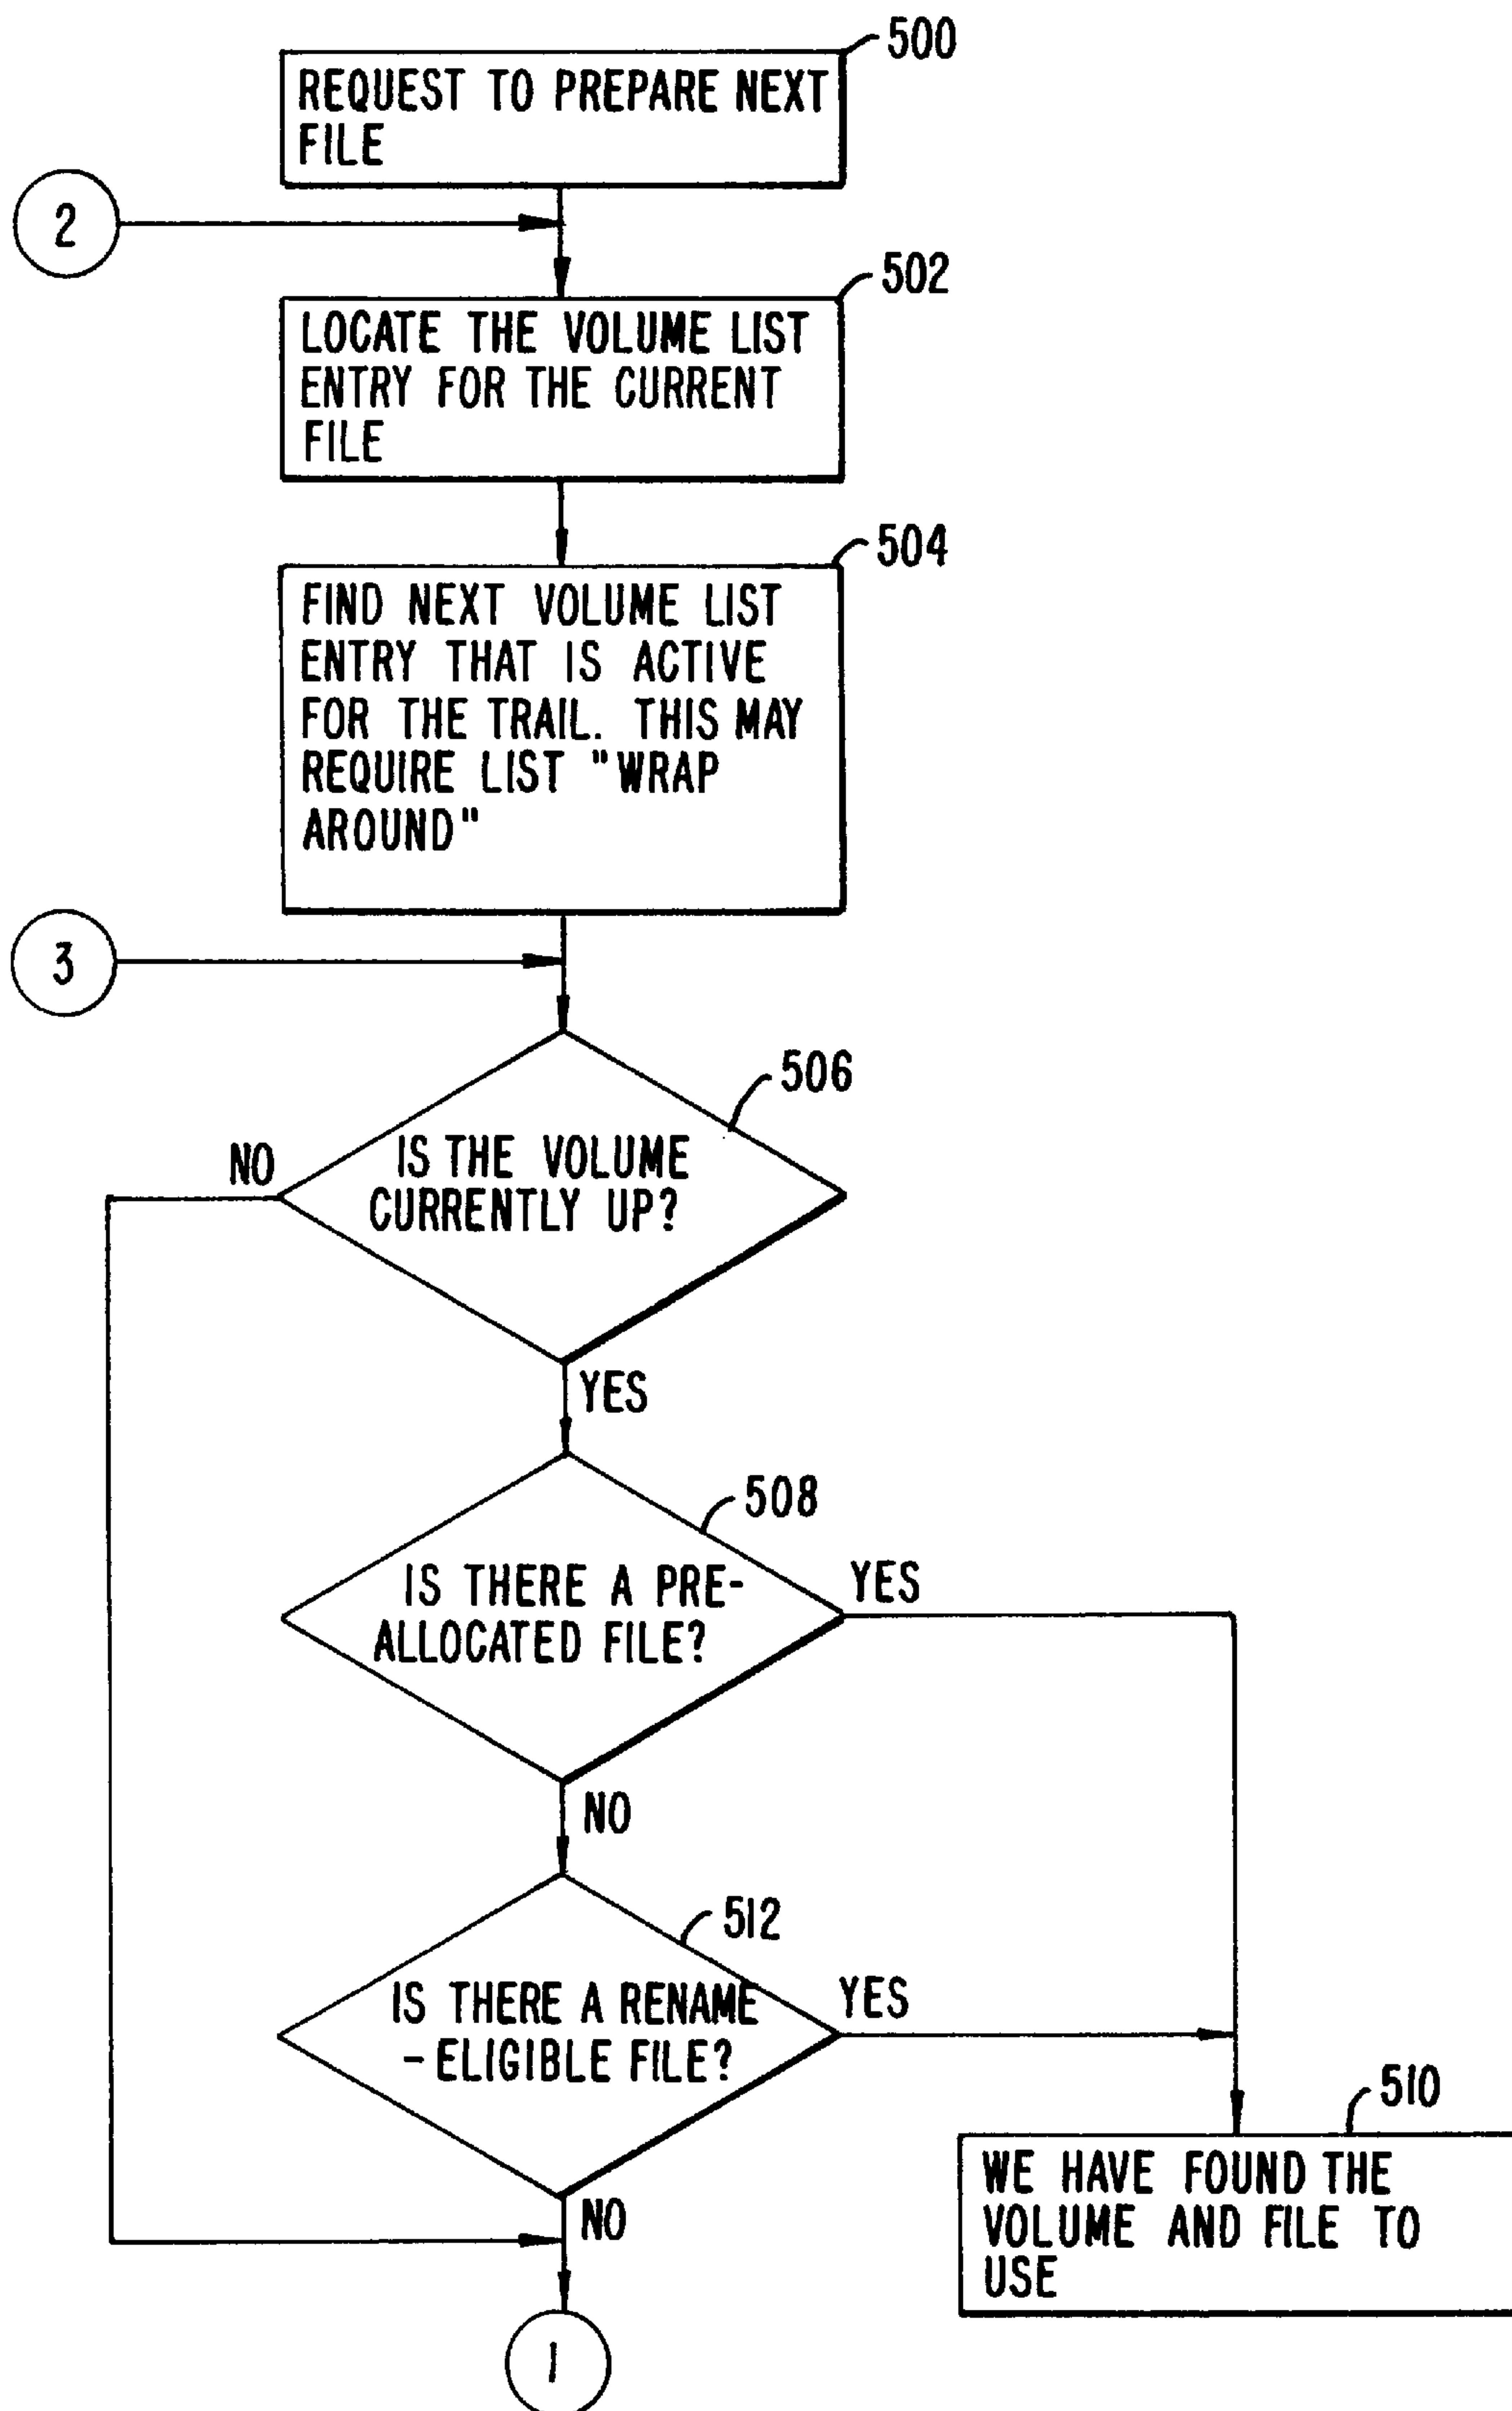 500
REQUEST TO PREPARE NEXT
FILE
2
502
LOCATE THE VOLUME LIST
ENTRY FOR THE CURRENT
FILE
504
FIND NEXT VOLUME LIST
ENTRY THAT IS ACTIVE
FOR THE TRAIL. THIS MAY
REQUIRE LIST "WRAP
AROUND"
3
506
NO
IS THE VOLUME
CURRENTLY UP?
YES
508
IS THERE A PRE-
ALLOCATED FILE?
YES
NO
512
IS THERE A RENAME
-ELIGIBLE FILE?
YES
NO
510
WE HAVE FOUND THE
VOLUME AND FILE TO
USE
1